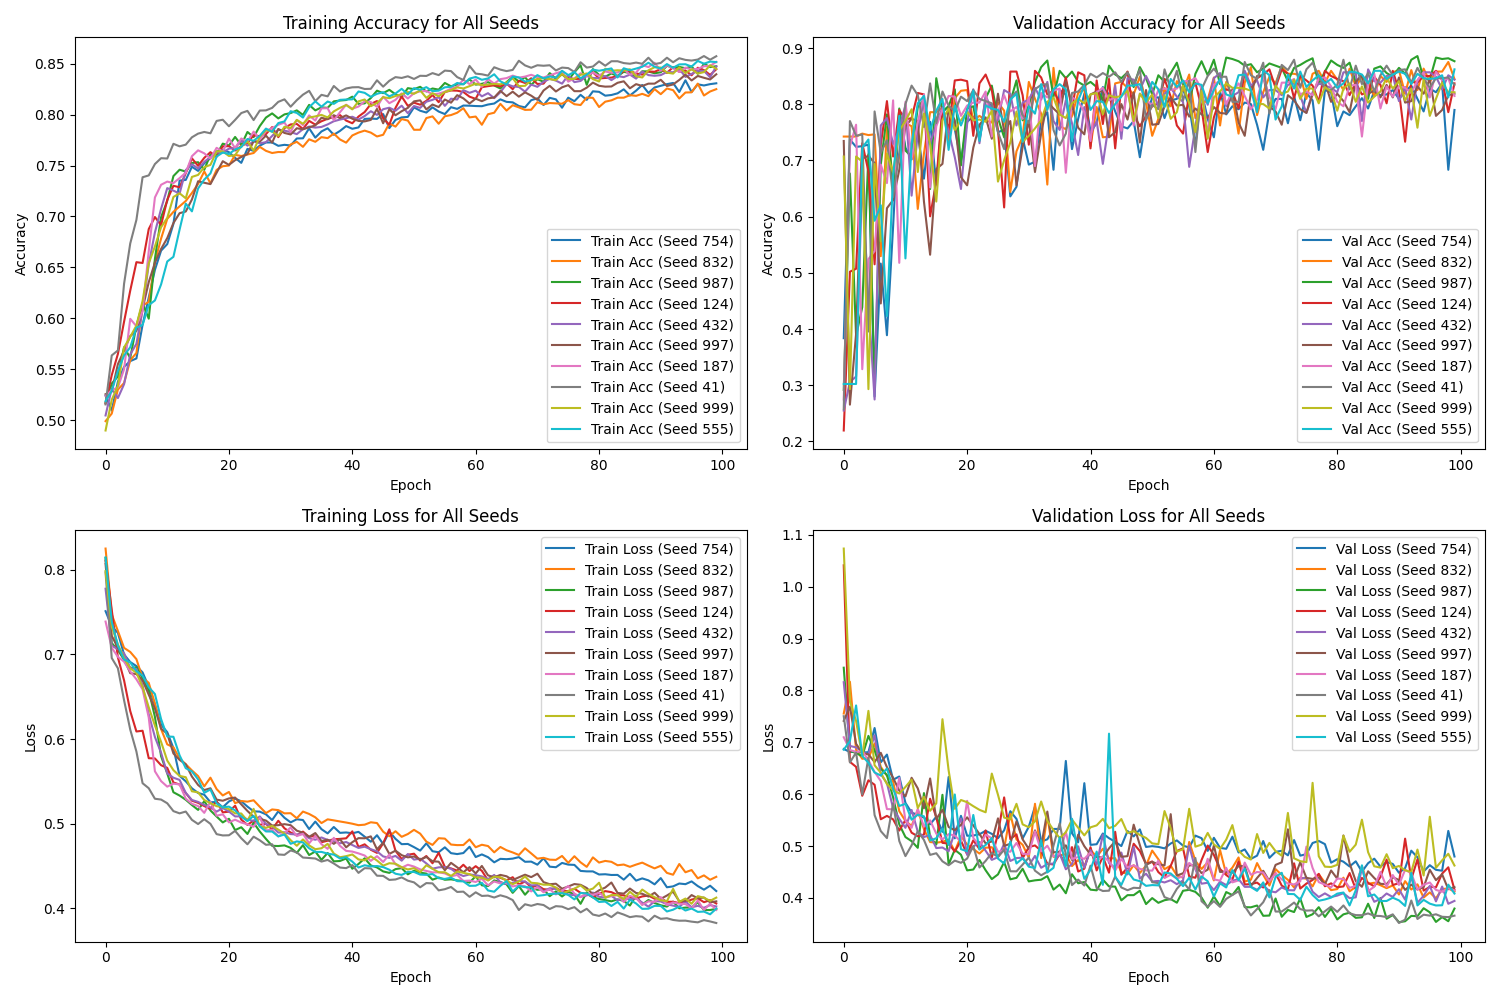 Training Accuracy for All Seeds
Accuracy
0.85
0.80
0.75
0.70
0.65
0.60
0.55
0.50
Train Acc (Seed 754)
Train Acc (Seed 832)
Train Acc (Seed 987)
Train Acc (Seed 124)
Train Acc (Seed 432)
Train Acc (Seed 997)
Train Acc (Seed 187)
Train Acc (Seed 41)
Train Acc (Seed 999)
Train Acc (Seed 555)
0 20 40 60 80 100
Epoch
Validation Accuracy for All Seeds
Accuracy
0.9
0.8
0.7
0.6
0.5
0.4
0.3
0.2
Val Acc (Seed 754)
Val Acc (Seed 832)
Val Acc (Seed 987)
Val Acc (Seed 124)
Val Acc (Seed 432)
Val Acc (Seed 997)
Val Acc (Seed 187)
Val Acc (Seed 41)
Val Acc (Seed 999)
Val Acc (Seed 555)
0 20 40 60 80 100
Epoch
Training Loss for All Seeds
Loss
0.8
0.7
0.6
0.5
0.4
Train Loss (Seed 754)
Train Loss (Seed 832)
Train Loss (Seed 987)
Train Loss (Seed 124)
Train Loss (Seed 432)
Train Loss (Seed 997)
Train Loss (Seed 187)
Train Loss (Seed 41)
Train Loss (Seed 999)
Train Loss (Seed 555)
0 20 40 60 80 100
Epoch
Validation Loss for All Seeds
Loss
1.1
1.0
0.9
0.8
0.7
0.6
0.5
0.4
Val Loss (Seed 754)
Val Loss (Seed 832)
Val Loss (Seed 987)
Val Loss (Seed 124)
Val Loss (Seed 432)
Val Loss (Seed 997)
Val Loss (Seed 187)
Val Loss (Seed 41)
Val Loss (Seed 999)
Val Loss (Seed 555)
0 20 40 60 80 100
Epoch